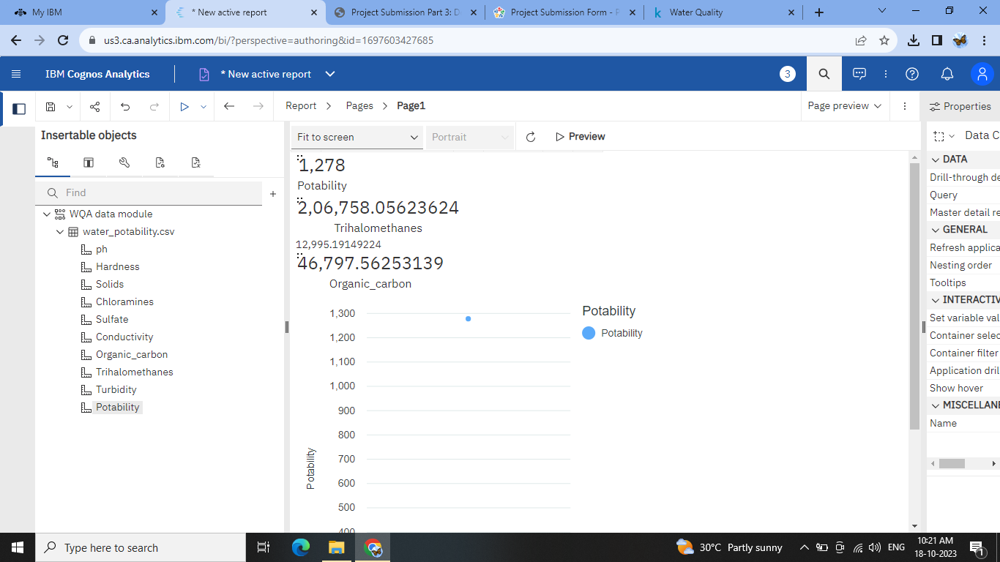 My IBM
* New active report
Project Submission Part 3: D
Project Submission Form - P
Water Quality
us3.ca.analytics.ibm.com/bi/?perspective=authoring&id=1697603427685
IBM Cognos Analytics
* New active report
3
Report > Pages > Page1
Page preview
Properties
Insertable objects
Fit to screen
Portrait
Preview
Data C
Find
WQA data module
water_potability.csv
ph
Hardness
Solids
Chloramines
Sulfate
Conductivity
Organic_carbon
Trihalomethanes
Turbidity
Potability
1,278
Potability
2,06,758.05623624
Trihalomethanes
12,995.19149224
46,797.56253139
Organic_carbon
1,300
1,200
1,100
1,000
900
800
700
600
500
400
Potability
Potability
Potability
DATA
Drill-through de
Query
Master detail re
GENERAL
Refresh applica
Nesting order
Tooltips
INTERACTIV
Set variable val
Container selec
Container filter
Application dril
Show hover
MISCELLANE
Name
Type here to search
30°C Partly sunny
ENG
10:21 AM
18-10-2023
1